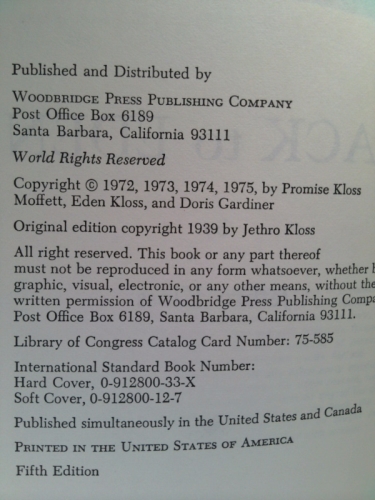 Published and Distributed by
WOODBRIDGE PRESS PUBLISHING COMPANY
Post Office Box 6189
Santa Barbara, California 93111
World Rights Reserved
Copyright © 1972, 1973, 1974, 1975, by Promise Kloss
Moffett, Eden Kloss, and Doris Gardiner
Original edition copyright 1939 by Jethro Kloss
All right reserved. This book or any part thereof
must not be reproduced in any form whatsoever, whether
graphic, visual, electronic, or any other means, without the
written permission of Woodbridge Press Publishing
Post Office Box 6189, Santa Barbara, California 93111.
Library of Congress Catalog Card Number: 75-585
International Standard Book Number:
Hard Cover, 0-912800-33-X
Soft Cover, 0-912800-12-7
Published simultaneously in the United States and Canada
PRINTED IN THE UNITED STATES OF AMERICA
Fifth Edition